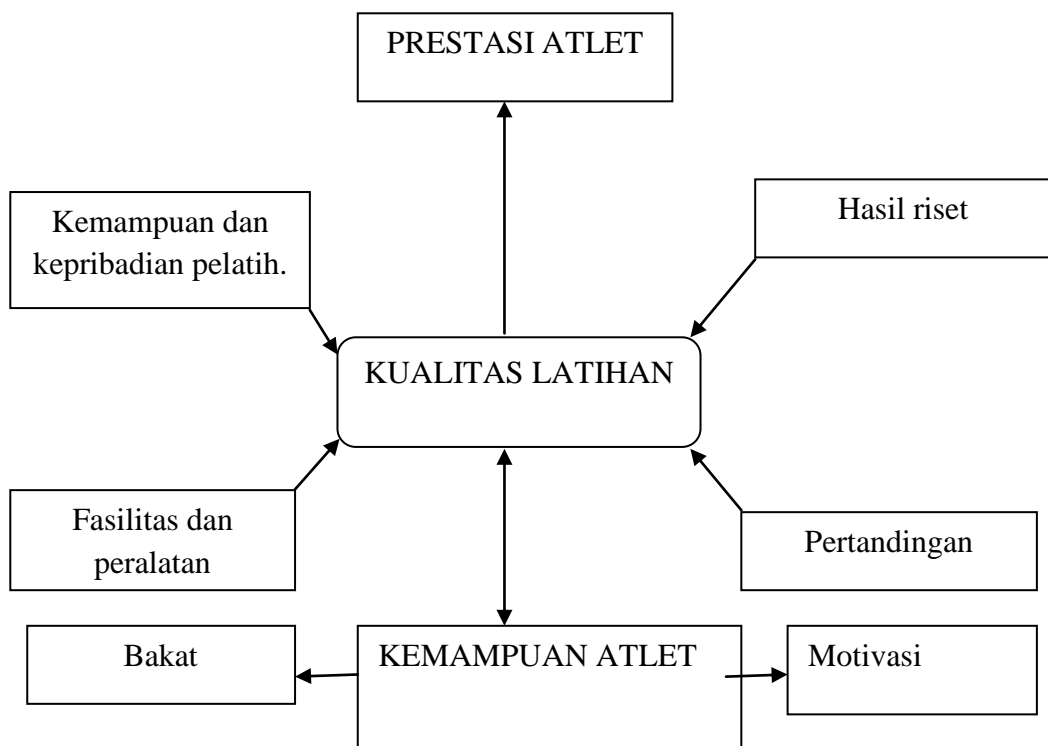 PRESTASI ATLET
Kemampuan dan
kepribadian pelatih.
Hasil riset
KUALITAS LATIHAN
Fasilitas dan
peralatan
Pertandingan
Bakat
KEMAMPUAN ATLET
Motivasi